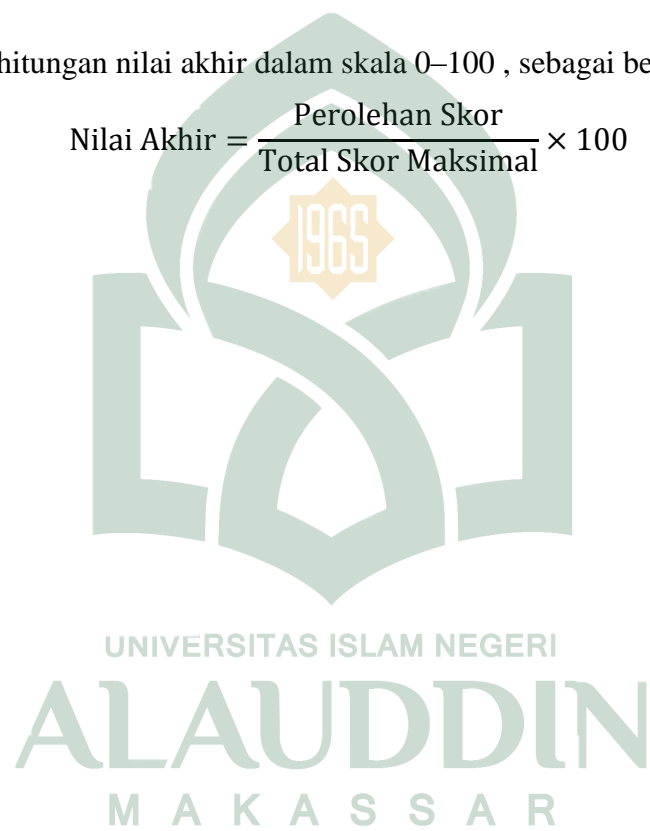 hitungan nilai akhir dalam skala 0–100 , sebagai be
Nilai Akhir = Perolehan Skor / Total Skor Maksimal × 100
1965
UNIVERSITAS ISLAM NEGERI
ALAUDDIN
MAKASSAR